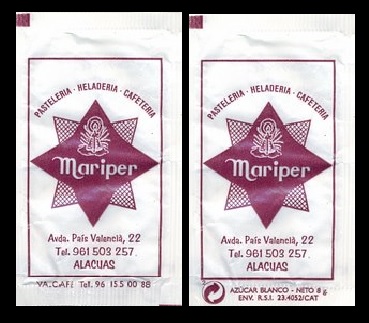 PASTELERIA · HELADERIA · CAFETERIA
Mariper
Avda. País Valencià, 22
Tel. 961 503 257
ALACUAS
VA.CAFÉ Tel. 96 155 00 88
PASTELERIA · HELADERIA · CAFETERIA
Mariper
Avda. País Valencià, 22
Tel. 961 503 257
ALACUAS
AZÚCAR BLANCO - NETO 8 g
ENV. R.S.I. 23.4052/CAT